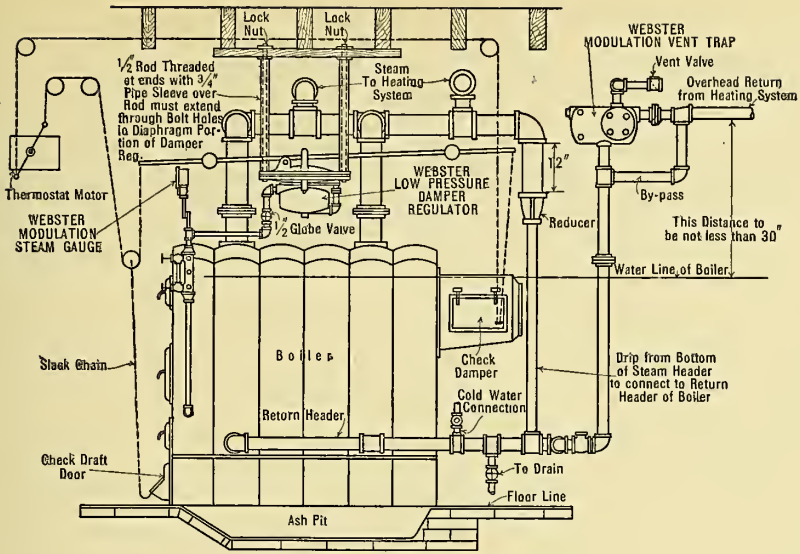 Lock
Nut
Lock
Nut
WEBSTER
MODULATION VENT TRAP
Vent Valve
Overhead Return
from Heating System
1/2" Rod Threaded
at ends with 3/4"
Pipe Sleeve over
Rod must extend
through Bolt Holes
in Diaphragm Por-
tion of Damper
Reg.
Steam
To Heating
System
Thermostat Motor
WEBSTER
MODULATION
STEAM GAUGE
WEBSTER
LOW PRESSURE
DAMPER
REGULATOR
1/2" Globe Valve
12"
Reducer
By-pass
This Distance to
be not less than 30"
Water Line of Boiler
Slack Chain
Boiler
Check
Damper
Drip from Bottom
of Steam Header
to connect to Return
Header of Boiler
Cold Water
Connection
Return Header
Check Draft
Door
To Drain
Floor Line
Ash Pit